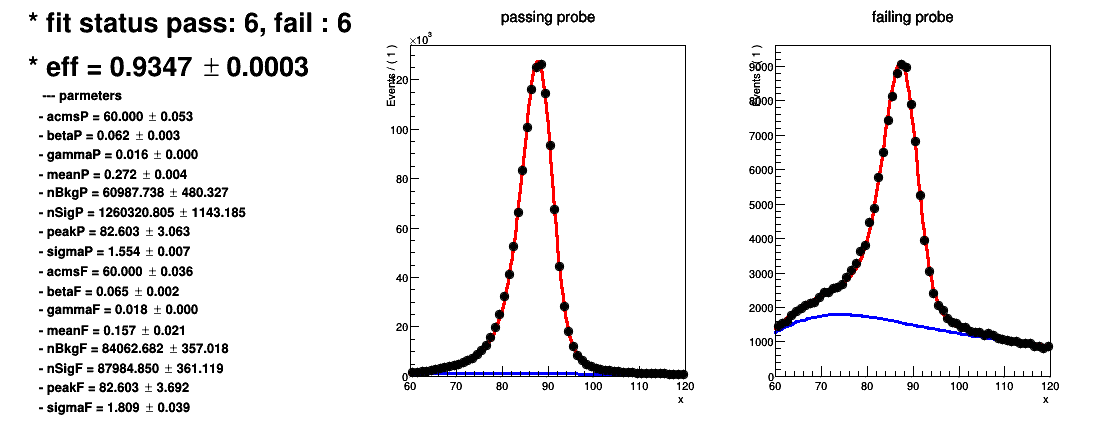 * fit status pass: 6, fail : 6
* eff = 0.9347 ± 0.0003
--- parmeters
- acmsP = 60.000 ± 0.053
- betaP = 0.062 ± 0.003
- gammaP = 0.016 ± 0.000
- meanP = 0.272 ± 0.004
- nBkgP = 60987.738 ± 480.327
- nSigP = 1260320.805 ± 1143.185
- peakP = 82.603 ± 3.063
- sigmaP = 1.554 ± 0.007
- acmsF = 60.000 ± 0.036
- betaF = 0.065 ± 0.002
- gammaF = 0.018 ± 0.000
- meanF = 0.157 ± 0.021
- nBkgF = 84062.682 ± 357.018
- nSigF = 87984.850 ± 361.119
- peakF = 82.603 ± 3.692
- sigmaF = 1.809 ± 0.039
passing probe
×10³
Events / ( 1 )
120
100
80
60
40
20
0
60 70 80 90 100 110 120
x
failing probe
Events / ( 1 )
9000
8000
7000
6000
5000
4000
3000
2000
1000
0
60 70 80 90 100 110 120
x